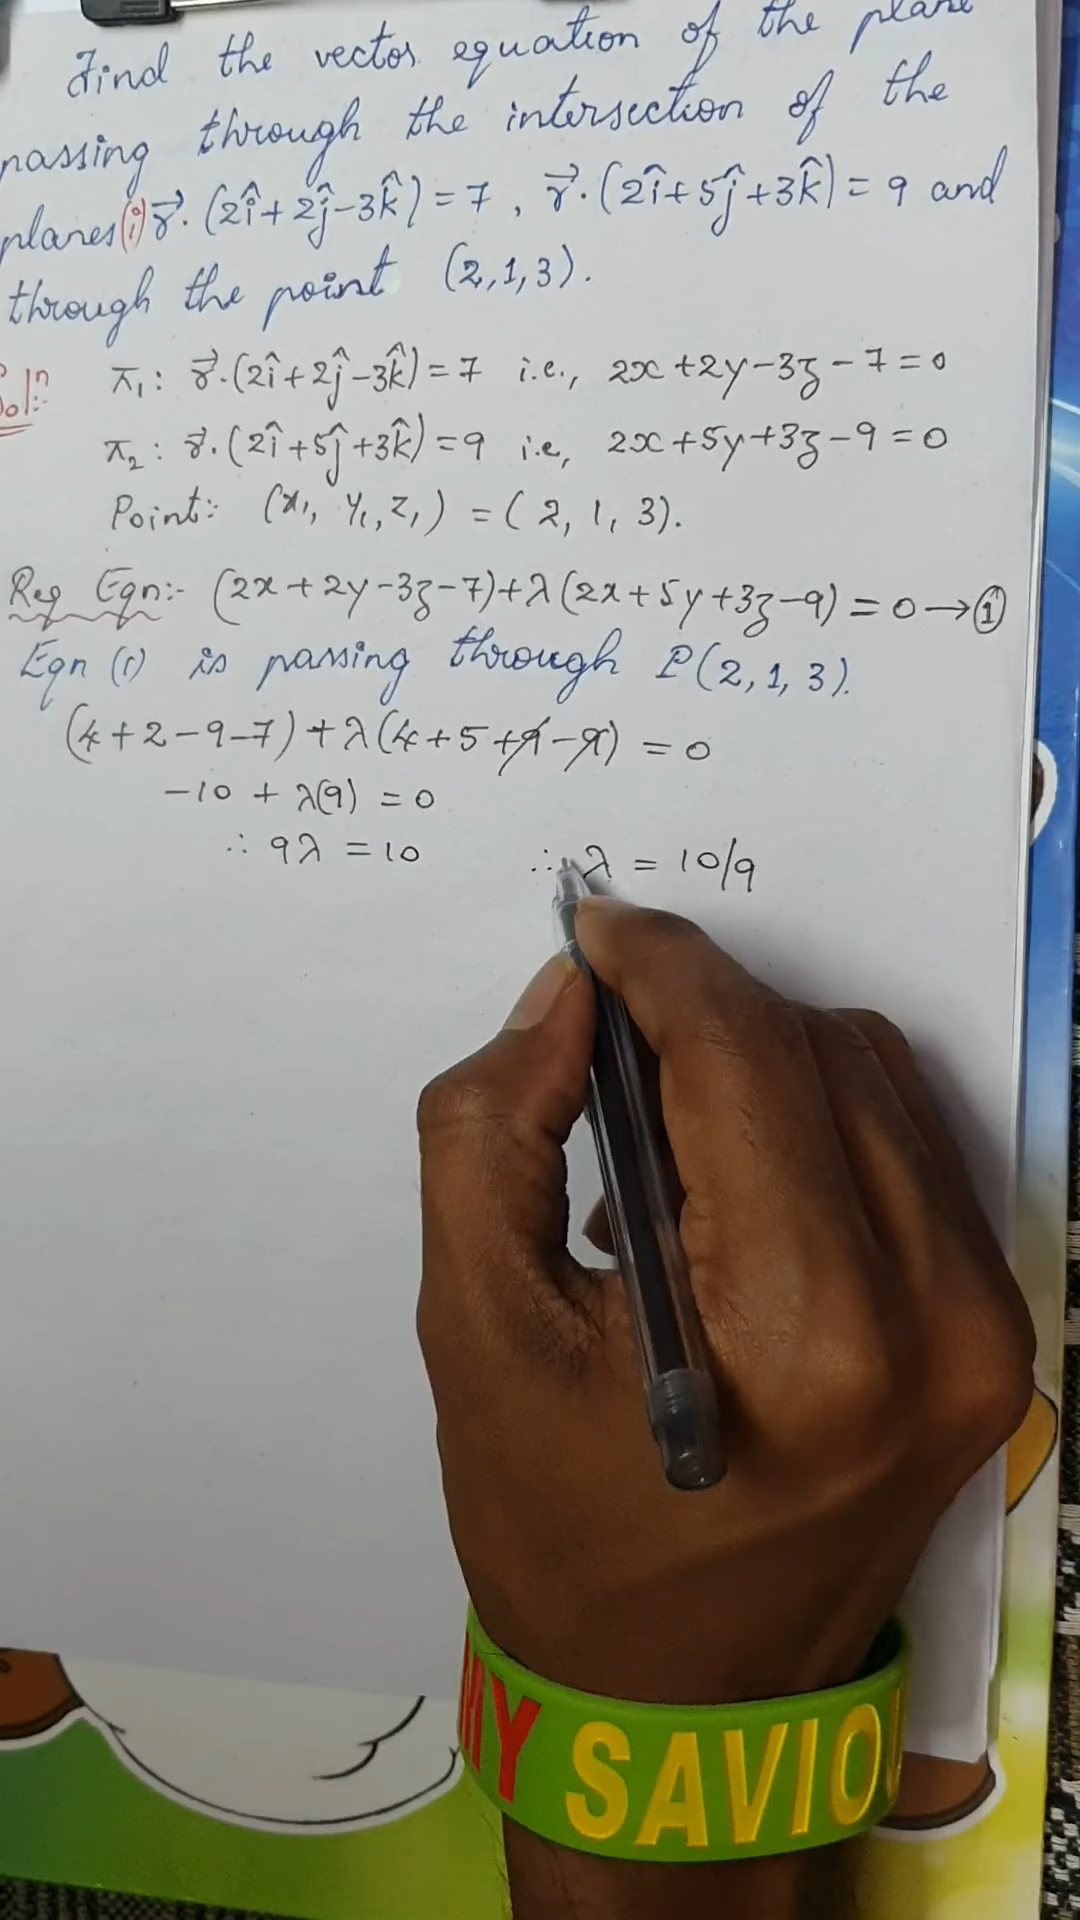 Find the vector equation of the plane
passing through the intersection of the
planes (i) r⃗.(2î+2ĵ-3k̂)=7, r⃗.(2î+5ĵ+3k̂)=9 and
through the point (2,1,3).
Sol!n π₁: r⃗.(2î+2ĵ-3k̂)=7 i.e., 2x+2y-3z-7=0
π₂: r⃗.(2î+5ĵ+3k̂)=9 i.e, 2x+5y+3z-9=0
Point: (x₁, y₁, z₁) = (2, 1, 3).
Req Eqn:- (2x+2y-3z-7)+λ(2x+5y+3z-9)=0→①
Eqn (1) is passing through P(2,1,3).
(4+2-9-7)+λ(4+5+9-9)=0
-10 + λ(9) = 0
∴ 9λ = 10 ∴ λ = 10/9
MY SAVIOU